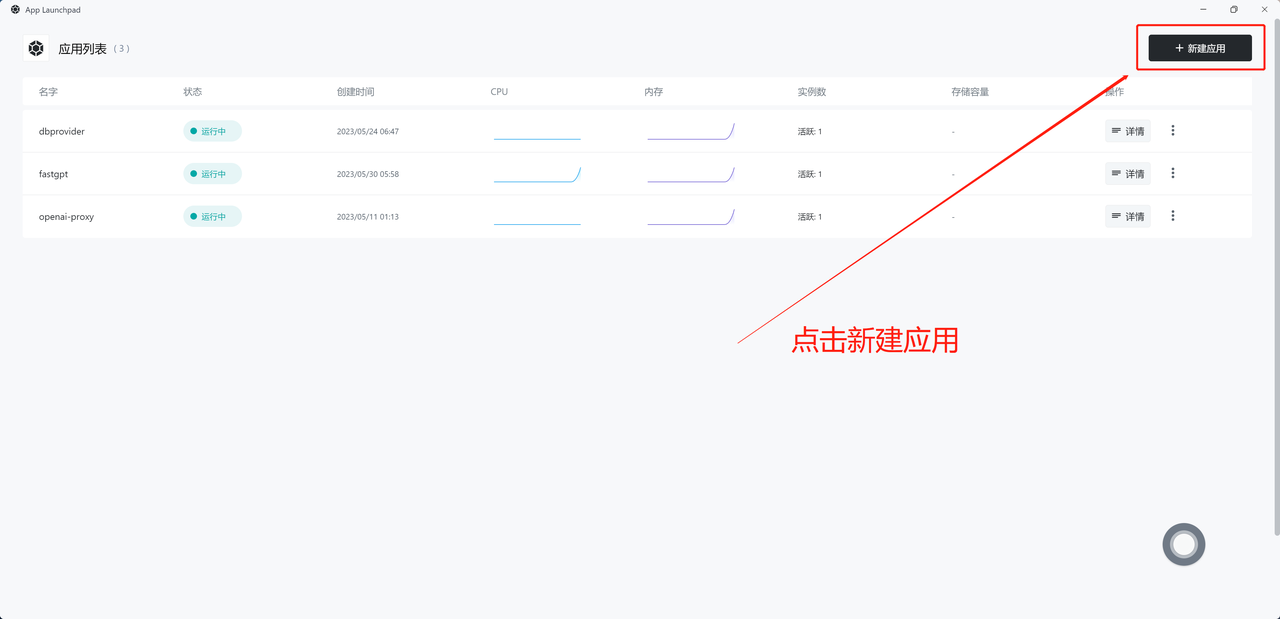 App Launchpad
应用列表 ( 3 )
+ 新建应用
名字 状态 创建时间 CPU 内存 实例数 存储容量 操作
dbprovider 运行中 2023/05/24 06:47 活跃: 1 - 详情
fastgpt 运行中 2023/05/30 05:58 活跃: 1 - 详情
openai-proxy 运行中 2023/05/11 01:13 活跃: 1 - 详情
点击新建应用